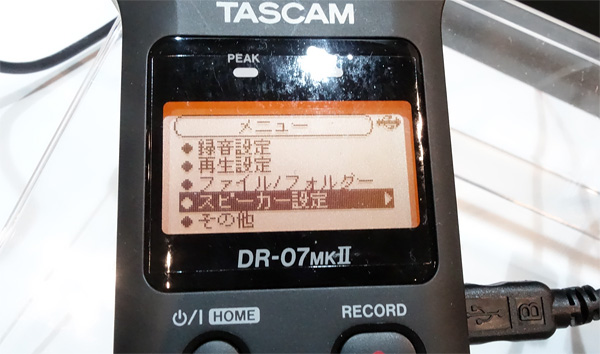 TASCAM
PEAK
メニュー
録音設定
再生設定
ファイル/フォルダー
スピーカー設定
その他
DR-07MKII
⏻/I HOME
RECORD
B